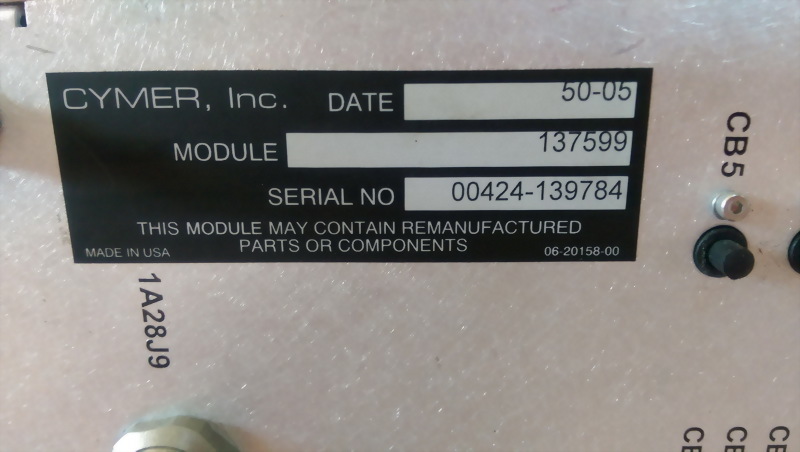 CYMER, Inc. DATE 50-05
MODULE 137599
SERIAL NO 00424-139784
THIS MODULE MAY CONTAIN REMANUFACTURED
PARTS OR COMPONENTS
MADE IN USA 06-20158-00
1A28J9
CB5